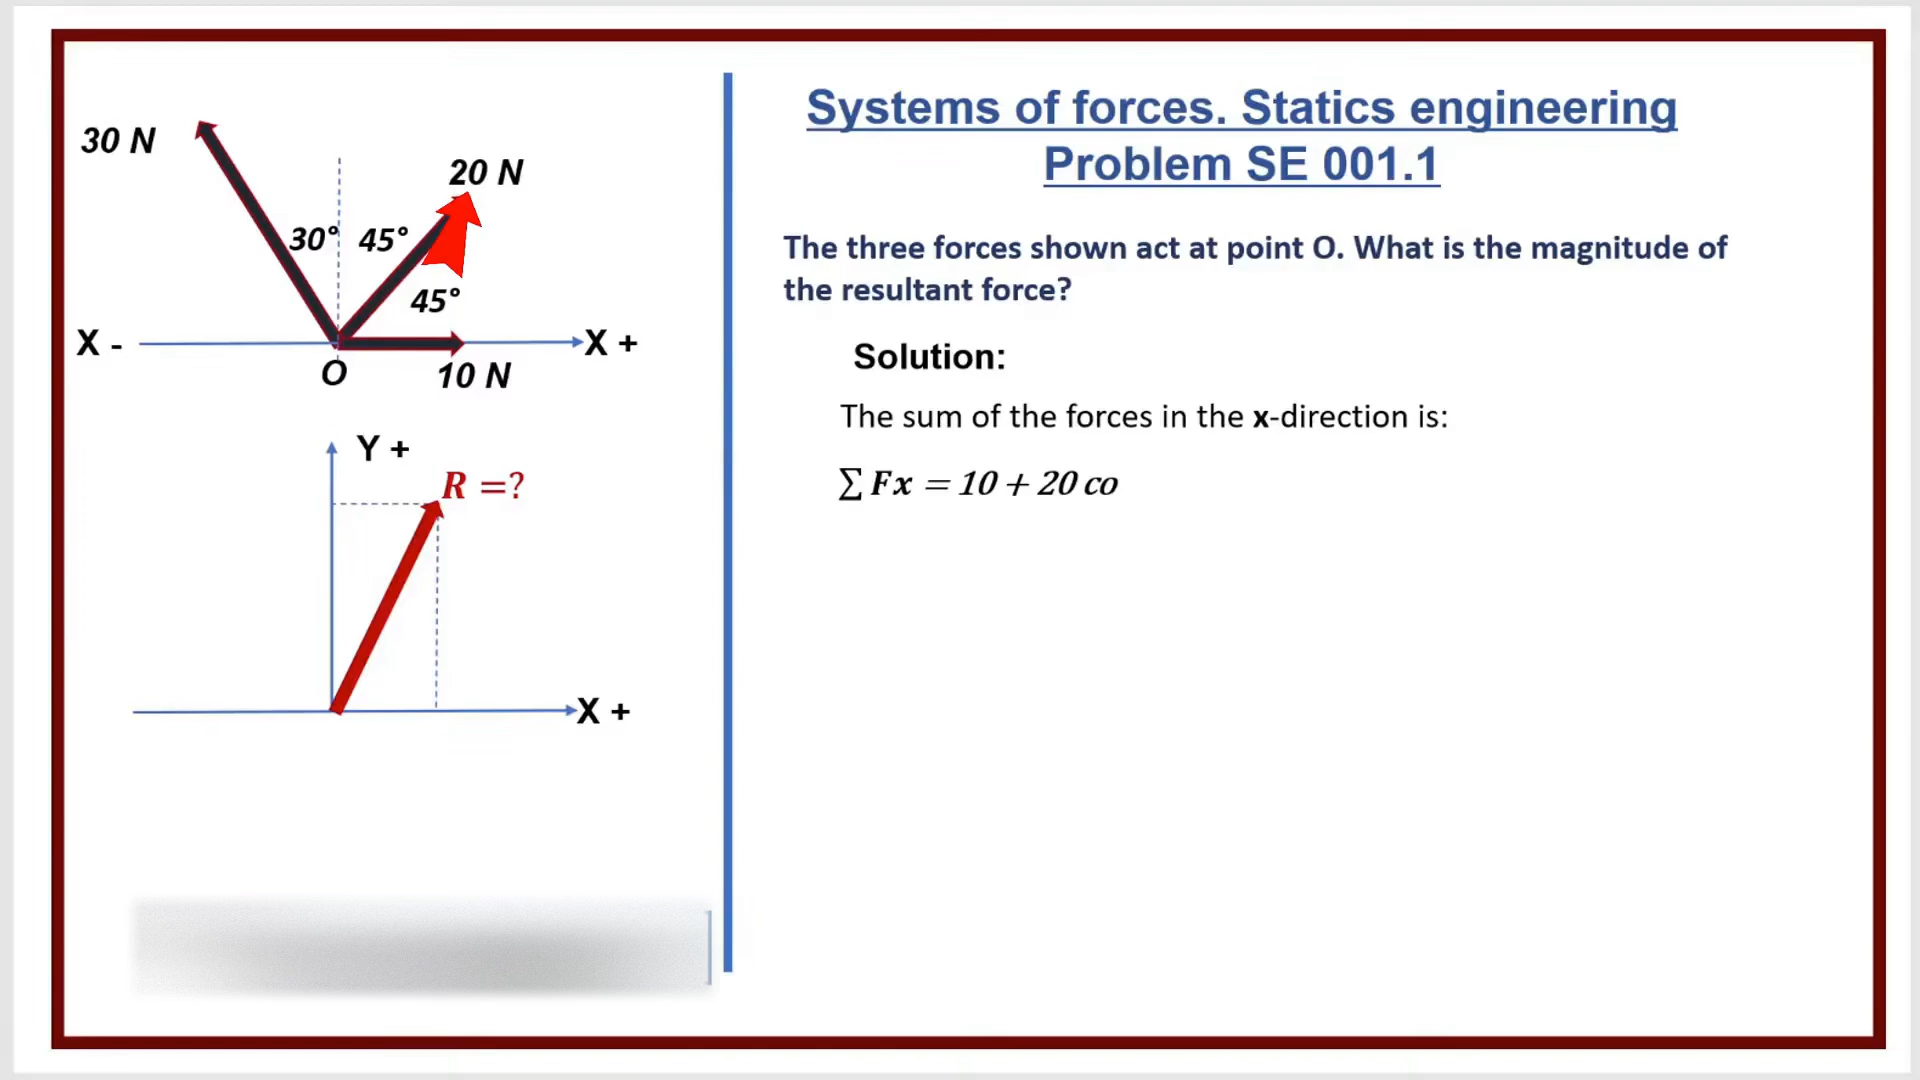 Systems of forces. Statics engineering
Problem SE 001.1
The three forces shown act at point O. What is the magnitude of
the resultant force?
Solution:
The sum of the forces in the x-direction is:
∑ Fx = 10 + 20 co
30 N
20 N
30° 45°
45°
X -
X +
O
10 N
Y +
R =?
X +